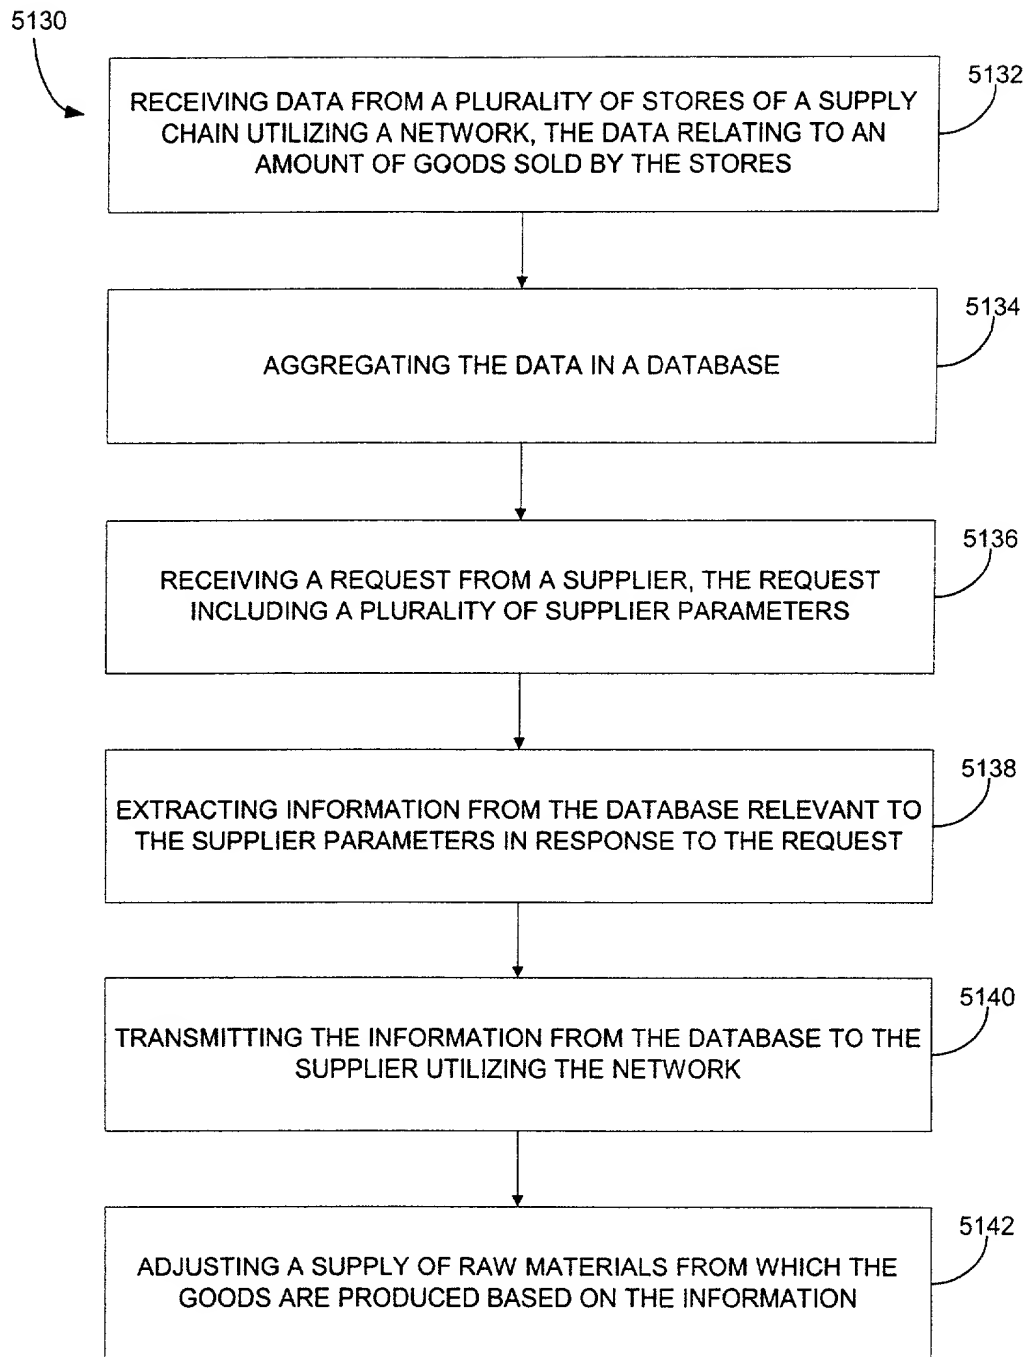 5130
5132
RECEIVING DATA FROM A PLURALITY OF STORES OF A SUPPLY
CHAIN UTILIZING A NETWORK, THE DATA RELATING TO AN
AMOUNT OF GOODS SOLD BY THE STORES
5134
AGGREGATING THE DATA IN A DATABASE
5136
RECEIVING A REQUEST FROM A SUPPLIER, THE REQUEST
INCLUDING A PLURALITY OF SUPPLIER PARAMETERS
5138
EXTRACTING INFORMATION FROM THE DATABASE RELEVANT TO
THE SUPPLIER PARAMETERS IN RESPONSE TO THE REQUEST
5140
TRANSMITTING THE INFORMATION FROM THE DATABASE TO THE
SUPPLIER UTILIZING THE NETWORK
5142
ADJUSTING A SUPPLY OF RAW MATERIALS FROM WHICH THE
GOODS ARE PRODUCED BASED ON THE INFORMATION